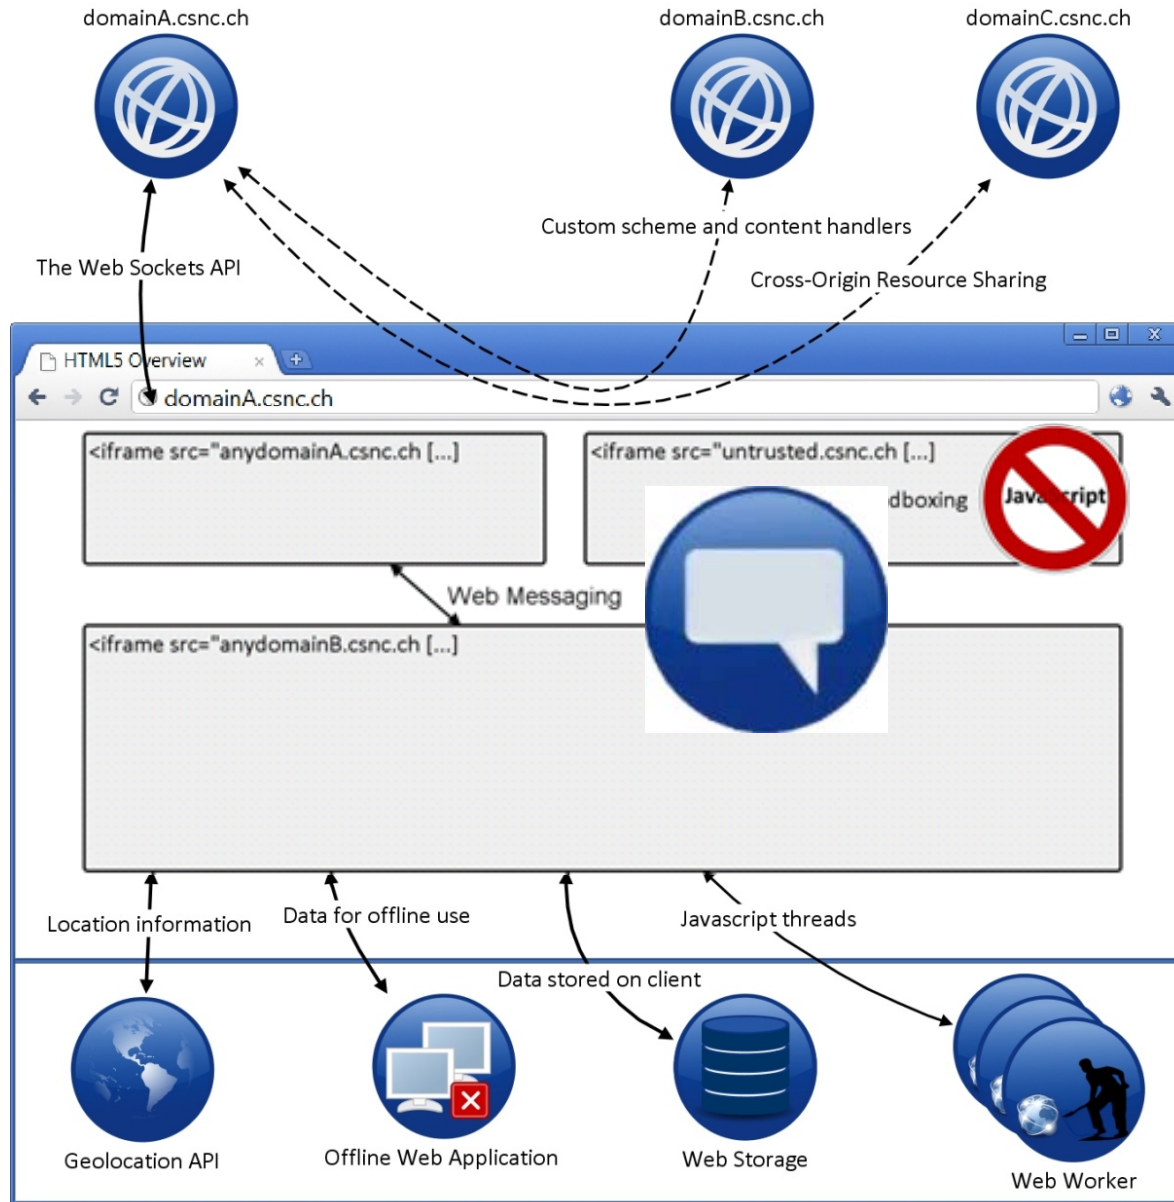 domainA.csnc.ch
domainB.csnc.ch
domainC.csnc.ch
Custom scheme and content handlers
The Web Sockets API
Cross-Origin Resource Sharing
HTML5 Overview
domainA.csnc.ch
<iframe src="anydomainA.csnc.ch [...]
<iframe src="untrusted.csnc.ch [...]
JavaScript
Web Messaging
<iframe src="anydomainB.csnc.ch [...]
Location information
Data for offline use
Javascript threads
Data stored on client
Geolocation API
Offline Web Application
Web Storage
Web Worker